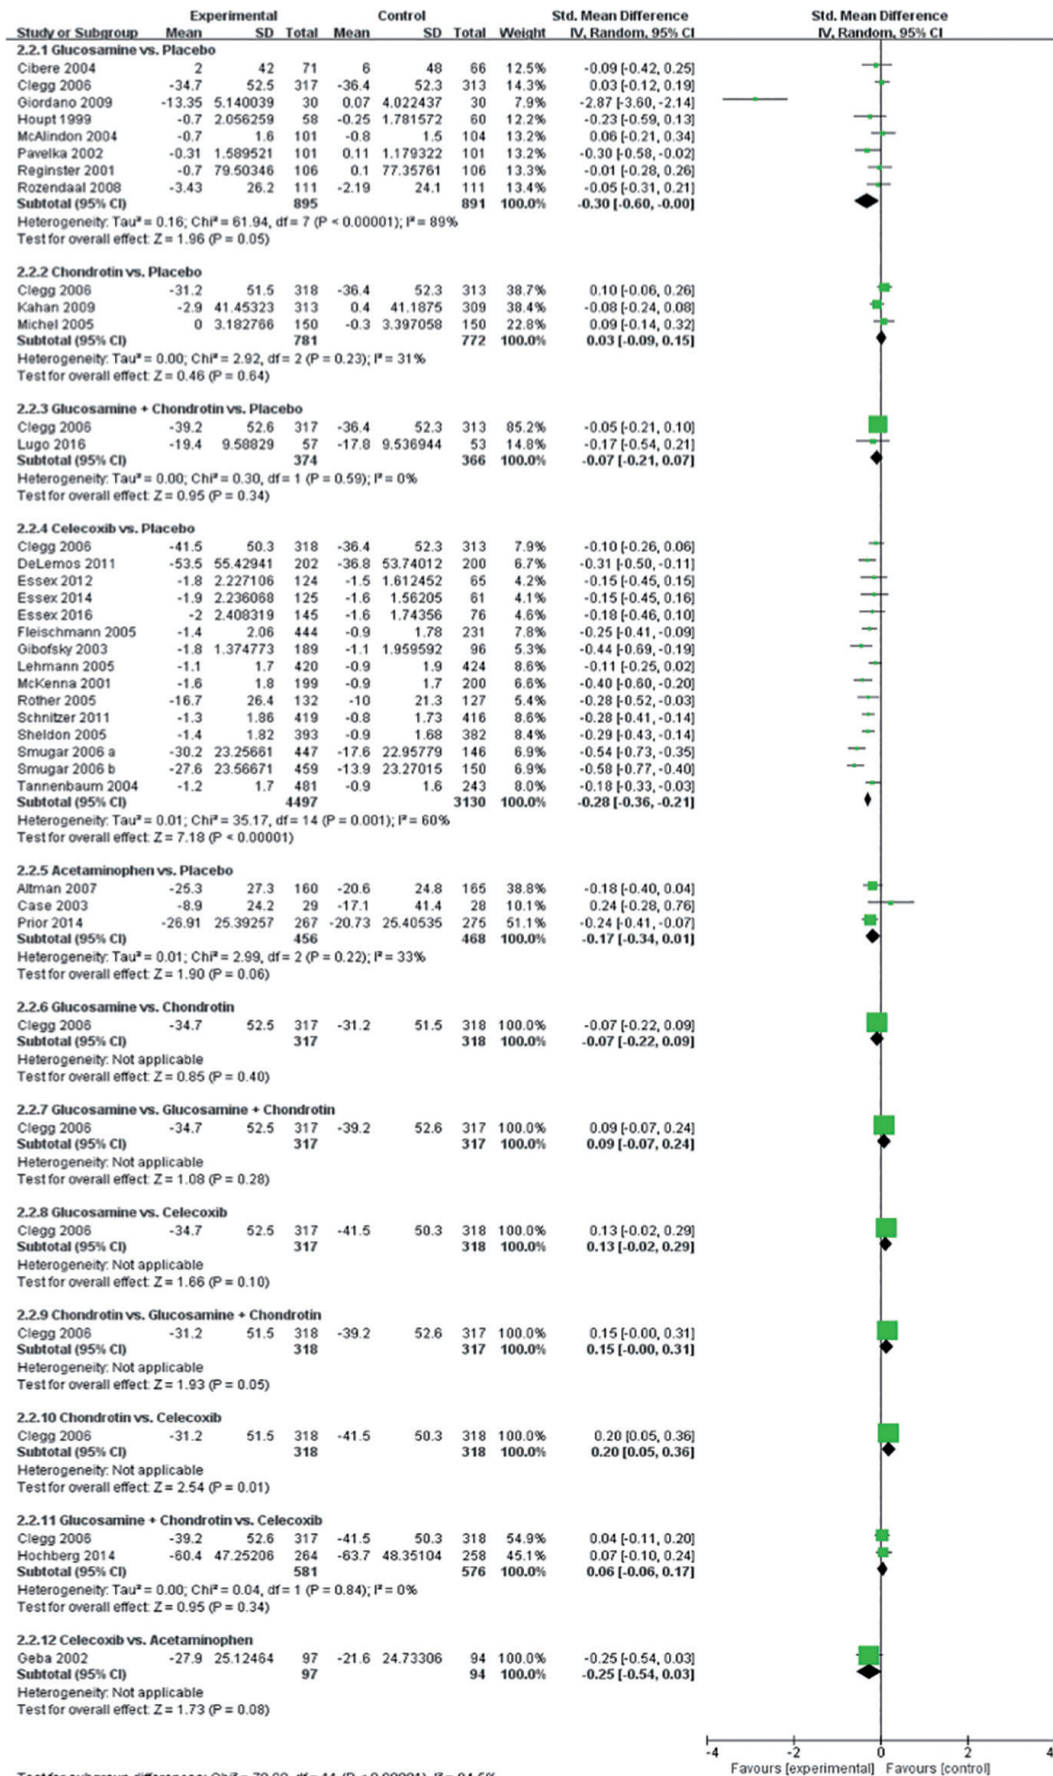 Experimental Control Std. Mean Difference Std. Mean Difference
Study or Subgroup Mean SD Total Mean SD Total Weight IV, Random, 95% CI IV, Random, 95% CI
2.2.1 Glucosamine vs. Placebo
Cibere 2004 2 42 71 6 48 66 12.5% -0.09 [-0.42, 0.25]
Clegg 2006 -34.7 52.5 317 -36.4 52.3 313 14.3% 0.03 [-0.12, 0.19]
Giordano 2009 -13.35 5.140039 30 0.07 4.022437 30 7.9% -2.87 [-3.60, -2.14]
Houpt 1999 -0.7 2.056259 58 -0.25 1.781572 60 12.2% -0.23 [-0.59, 0.13]
McAlindon 2004 -0.7 1.6 101 -0.8 1.5 104 13.2% 0.06 [-0.21, 0.34]
Pavelka 2002 -0.31 1.589521 101 0.11 1.179322 101 13.2% -0.30 [-0.58, -0.02]
Reginster 2001 -0.7 79.50346 106 0.1 77.35761 106 13.2% -0.01 [-0.28, 0.26]
Rozendaal 2008 -3.43 26.2 111 -2.19 24.1 111 13.4% -0.05 [-0.31, 0.21]
Subtotal (95% CI) 895 891 100.0% -0.30 [-0.60, -0.00]
Heterogeneity: Tau² = 0.16; Chi² = 61.94, df = 7 (P < 0.00001); I² = 89%
Test for overall effect: Z = 1.96 (P = 0.05)
2.2.2 Chondrotin vs. Placebo
Clegg 2006 -31.2 51.5 318 -36.4 52.3 313 38.7% 0.10 [-0.06, 0.26]
Kahan 2009 -2.9 41.45323 313 0.4 41.1875 309 38.4% -0.08 [-0.24, 0.08]
Michel 2005 0 3.182766 150 -0.3 3.397058 150 22.8% 0.09 [-0.14, 0.32]
Subtotal (95% CI) 781 772 100.0% 0.03 [-0.09, 0.15]
Heterogeneity: Tau² = 0.00; Chi² = 2.92, df = 2 (P = 0.23); I² = 31%
Test for overall effect: Z = 0.46 (P = 0.64)
2.2.3 Glucosamine + Chondrotin vs. Placebo
Clegg 2006 -39.2 52.6 317 -36.4 52.3 313 85.2% -0.05 [-0.21, 0.10]
Lugo 2016 -19.4 9.58829 57 -17.8 9.536944 53 14.8% -0.17 [-0.54, 0.21]
Subtotal (95% CI) 374 366 100.0% -0.07 [-0.21, 0.07]
Heterogeneity: Tau² = 0.00; Chi² = 0.30, df = 1 (P = 0.59); I² = 0%
Test for overall effect: Z = 0.95 (P = 0.34)
2.2.4 Celecoxib vs. Placebo
Clegg 2006 -41.5 50.3 318 -36.4 52.3 313 7.9% -0.10 [-0.26, 0.06]
DeLemos 2011 -53.5 55.42941 202 -36.8 53.74012 200 6.7% -0.31 [-0.50, -0.11]
Essex 2012 -1.8 2.227106 124 -1.5 1.612452 65 4.2% -0.15 [-0.45, 0.15]
Essex 2014 -1.9 2.236068 125 -1.6 1.56205 61 4.1% -0.15 [-0.45, 0.16]
Essex 2016 -2 2.408319 145 -1.6 1.74356 76 4.6% -0.18 [-0.46, 0.10]
Fleischmann 2005 -1.4 2.06 444 -0.9 1.78 231 7.8% -0.25 [-0.41, -0.09]
Gibofsky 2003 -1.8 1.374773 189 -1.1 1.959592 96 5.3% -0.44 [-0.69, -0.19]
Lehmann 2005 -1.1 1.7 420 -0.9 1.9 424 8.6% -0.11 [-0.25, 0.02]
McKenna 2001 -1.6 1.8 199 -0.9 1.7 200 6.6% -0.40 [-0.60, -0.20]
Rother 2005 -16.7 26.4 132 -10 21.3 127 5.4% -0.28 [-0.52, -0.03]
Schnitzer 2011 -1.3 1.86 419 -0.8 1.73 416 8.6% -0.28 [-0.41, -0.14]
Sheldon 2005 -1.4 1.82 393 -0.9 1.68 382 8.4% -0.29 [-0.43, -0.14]
Smugar 2006 a -30.2 23.25661 447 -17.6 22.95779 146 6.9% -0.54 [-0.73, -0.35]
Smugar 2006 b -27.6 23.56671 459 -13.9 23.27015 150 6.9% -0.58 [-0.77, -0.40]
Tannenbaum 2004 -1.2 1.7 481 -0.9 1.6 243 8.0% -0.18 [-0.33, -0.03]
Subtotal (95% CI) 4497 3130 100.0% -0.28 [-0.36, -0.21]
Heterogeneity: Tau² = 0.01; Chi² = 35.17, df = 14 (P = 0.001); I² = 60%
Test for overall effect: Z = 7.18 (P < 0.00001)
2.2.5 Acetaminophen vs. Placebo
Altman 2007 -25.3 27.3 160 -20.6 24.8 165 38.8% -0.18 [-0.40, 0.04]
Case 2003 -8.9 24.2 29 -17.1 41.4 28 10.1% 0.24 [-0.28, 0.76]
Prior 2014 -26.91 25.39257 267 -20.73 25.40535 275 51.1% -0.24 [-0.41, -0.07]
Subtotal (95% CI) 456 468 100.0% -0.17 [-0.34, 0.01]
Heterogeneity: Tau² = 0.01; Chi² = 2.99, df = 2 (P = 0.22); I² = 33%
Test for overall effect: Z = 1.90 (P = 0.06)
2.2.6 Glucosamine vs. Chondrotin
Clegg 2006 -34.7 52.5 317 -31.2 51.5 318 100.0% -0.07 [-0.22, 0.09]
Subtotal (95% CI) 317 318 100.0% -0.07 [-0.22, 0.09]
Heterogeneity: Not applicable
Test for overall effect: Z = 0.85 (P = 0.40)
2.2.7 Glucosamine vs. Glucosamine + Chondrotin
Clegg 2006 -34.7 52.5 317 -39.2 52.6 317 100.0% 0.09 [-0.07, 0.24]
Subtotal (95% CI) 317 317 100.0% 0.09 [-0.07, 0.24]
Heterogeneity: Not applicable
Test for overall effect: Z = 1.08 (P = 0.28)
2.2.8 Glucosamine vs. Celecoxib
Clegg 2006 -34.7 52.5 317 -41.5 50.3 318 100.0% 0.13 [-0.02, 0.29]
Subtotal (95% CI) 317 318 100.0% 0.13 [-0.02, 0.29]
Heterogeneity: Not applicable
Test for overall effect: Z = 1.66 (P = 0.10)
2.2.9 Chondrotin vs. Glucosamine + Chondrotin
Clegg 2006 -31.2 51.5 318 -39.2 52.6 317 100.0% 0.15 [-0.00, 0.31]
Subtotal (95% CI) 318 317 100.0% 0.15 [-0.00, 0.31]
Heterogeneity: Not applicable
Test for overall effect: Z = 1.93 (P = 0.05)
2.2.10 Chondrotin vs. Celecoxib
Clegg 2006 -31.2 51.5 318 -41.5 50.3 318 100.0% 0.20 [0.05, 0.36]
Subtotal (95% CI) 318 318 100.0% 0.20 [0.05, 0.36]
Heterogeneity: Not applicable
Test for overall effect: Z = 2.54 (P = 0.01)
2.2.11 Glucosamine + Chondrotin vs. Celecoxib
Clegg 2006 -39.2 52.6 317 -41.5 50.3 318 54.9% 0.04 [-0.11, 0.20]
Hochberg 2014 -60.4 47.25206 264 -63.7 48.35104 258 45.1% 0.07 [-0.10, 0.24]
Subtotal (95% CI) 581 576 100.0% 0.06 [-0.06, 0.17]
Heterogeneity: Tau² = 0.00; Chi² = 0.04, df = 1 (P = 0.84); I² = 0%
Test for overall effect: Z = 0.95 (P = 0.34)
2.2.12 Celecoxib vs. Acetaminophen
Geba 2002 -27.9 25.12464 97 -21.6 24.73306 94 100.0% -0.25 [-0.54, 0.03]
Subtotal (95% CI) 97 94 100.0% -0.25 [-0.54, 0.03]
Heterogeneity: Not applicable
Test for overall effect: Z = 1.73 (P = 0.08)
-4 -2 0 2 4
Favours [experimental] Favours [control]